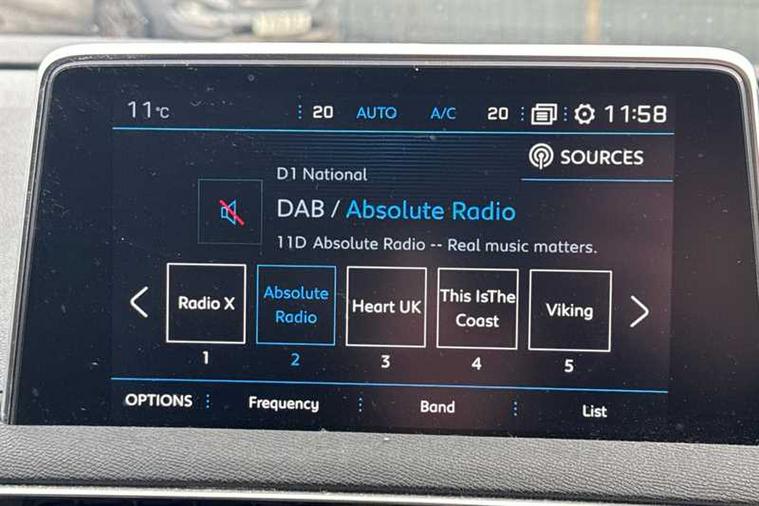 11°C 20 AUTO A/C 20 11:58
SOURCES
D1 National
DAB / Absolute Radio
11D Absolute Radio -- Real music matters.
Radio X
Absolute
Radio
Heart UK
This IsThe
Coast
Viking
1 2 3 4 5
OPTIONS Frequency Band List